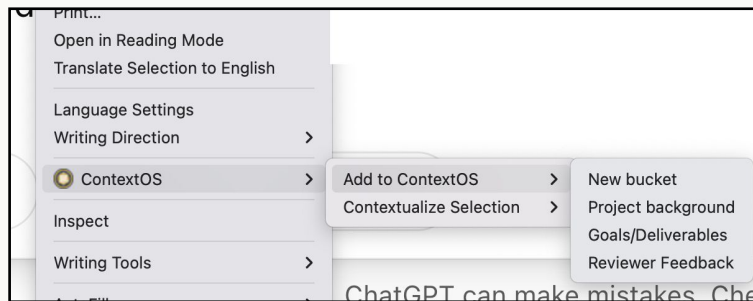 Print...
Open in Reading Mode
Translate Selection to English
Language Settings
Writing Direction
ContextOS
Inspect
Writing Tools
Add to ContextOS
Contextualize Selection
New bucket
Project background
Goals/Deliverables
Reviewer Feedback
ChatGPT can make mistakes. Che